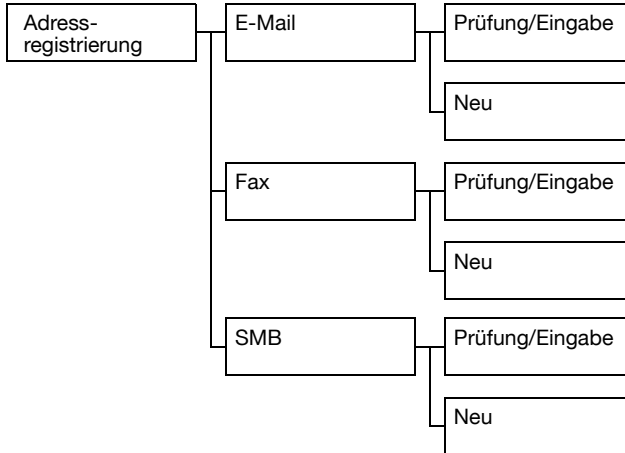 Adress-
registrierung
E-Mail
Prüfung/Eingabe
Neu
Fax
Prüfung/Eingabe
Neu
SMB
Prüfung/Eingabe
Neu